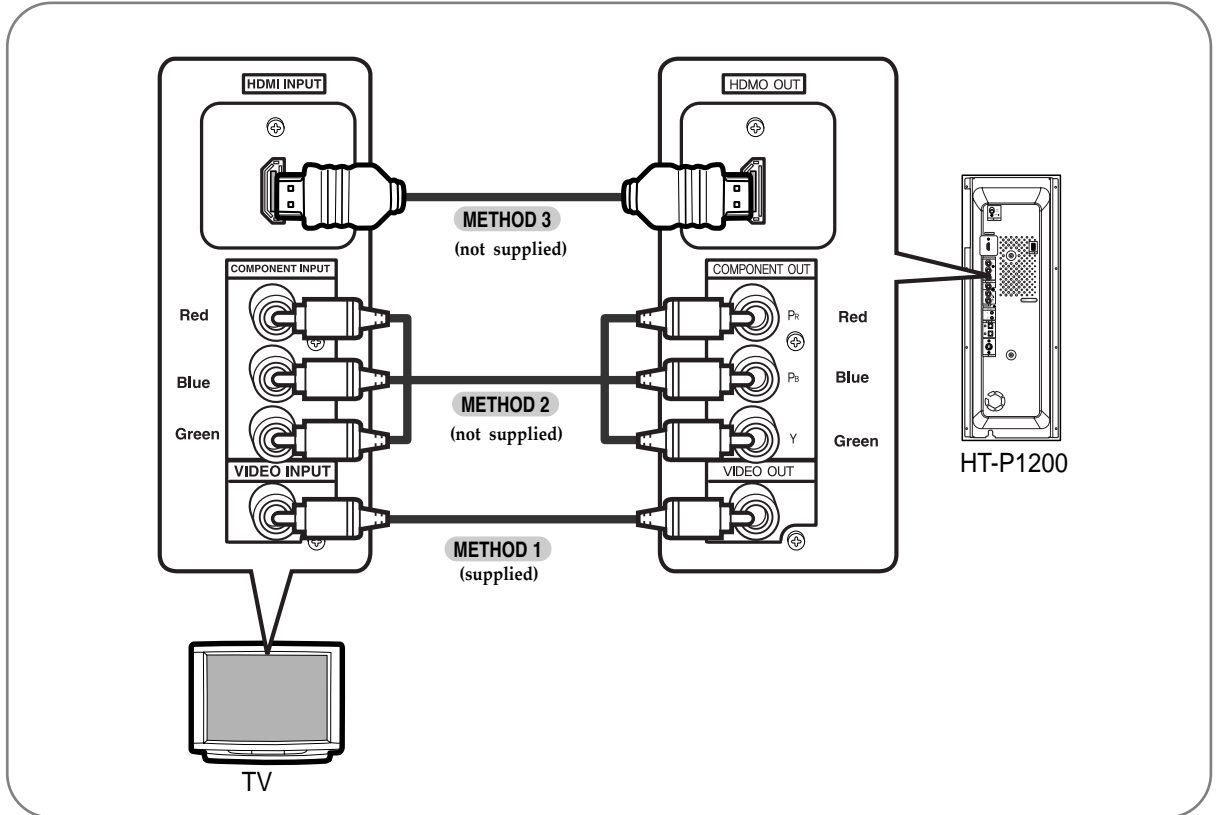 HDMI INPUT
HDMO OUT
METHOD 3
(not supplied)
COMPONENT INPUT
COMPONENT OUT
Red
PR
Red
Blue
PB
Blue
METHOD 2
(not supplied)
Green
Y
Green
VIDEO INPUT
VIDEO OUT
METHOD 1
(supplied)
HT-P1200
TV